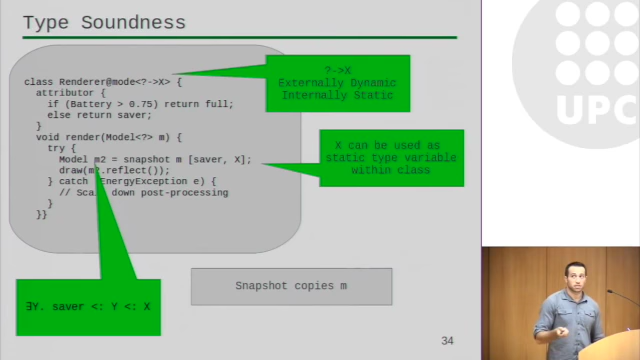 Type Soundness
class Renderer@mode<?->X> {
attributor {
if (Battery > 0.75) return full;
else return saver;
}
void render(Model<?> m) {
try {
Model m2 = snapshot m [saver, X];
draw(m2.reflect());
} catch (EnergyException e) {
// Scale down post-processing
}
}}
?->X
Externally Dynamic
Internally Static
X can be used as
static type variable
within class
∃Y. saver <: Y <: X
Snapshot copies m
34
UPC